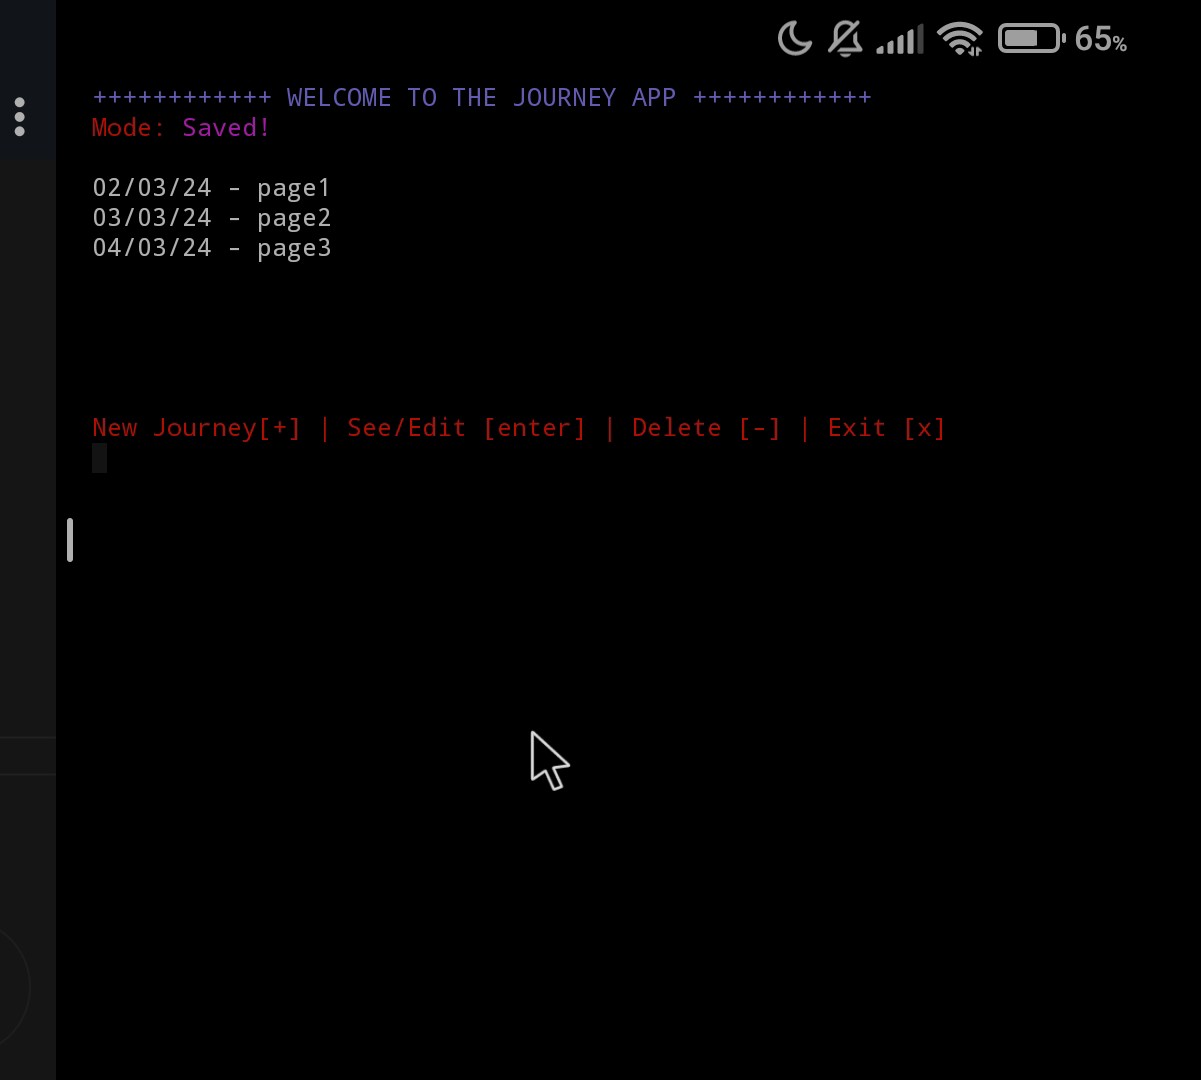 65%
++++++++++++ WELCOME TO THE JOURNEY APP ++++++++++++
Mode: Saved!
02/03/24 - page1
03/03/24 - page2
04/03/24 - page3
New Journey[+] | See/Edit [enter] | Delete [-] | Exit [x]